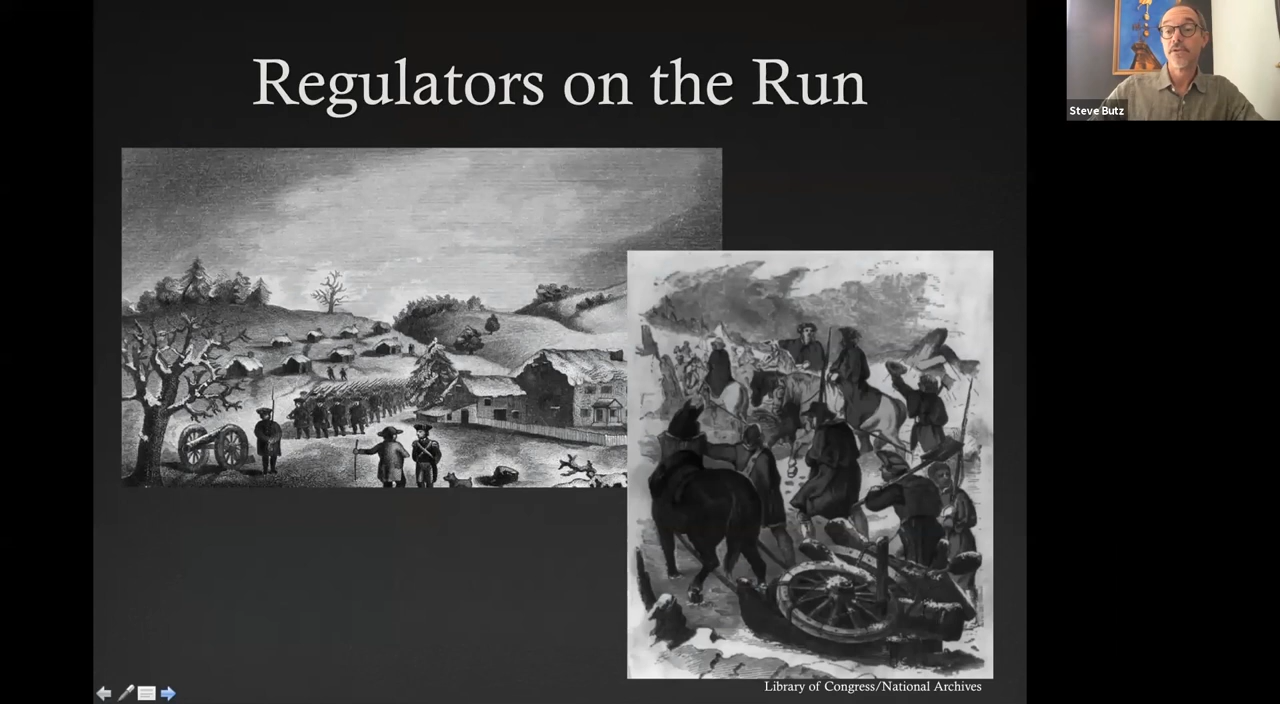 Regulators on the Run
Steve Butz
Library of Congress/National Archives